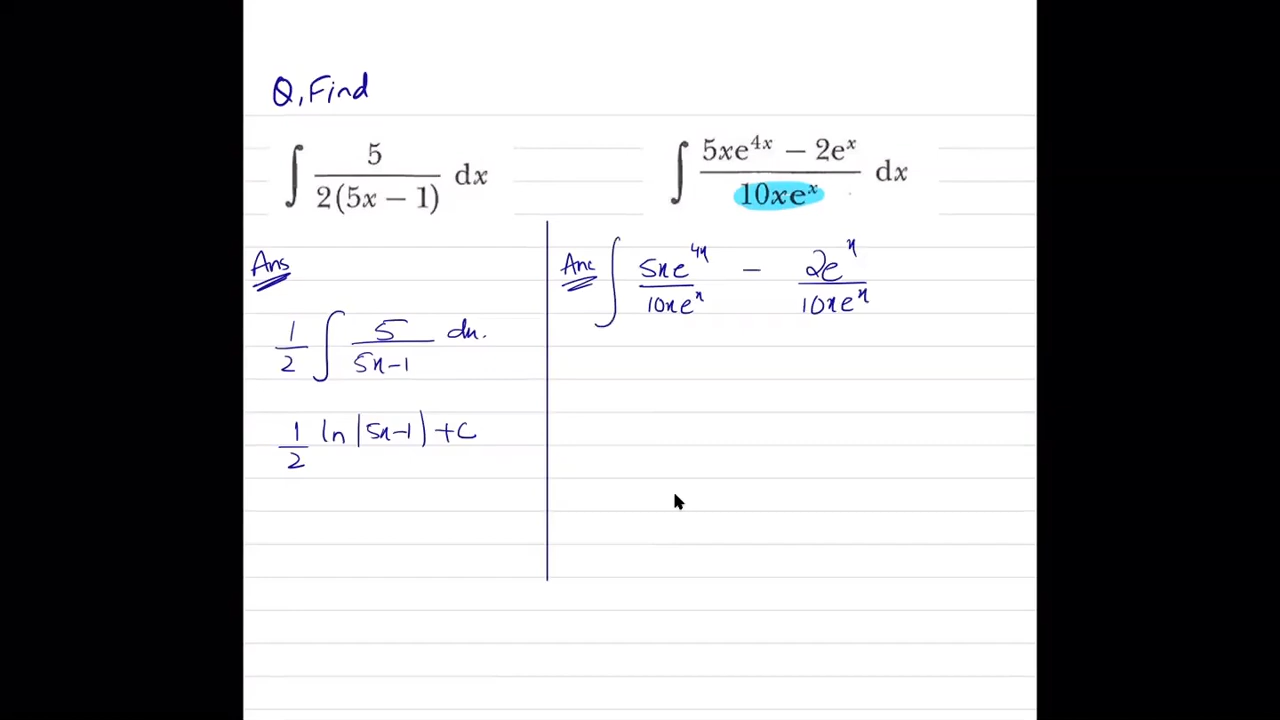 Q, Find
∫ 5 / 2(5x − 1) dx
∫ 5xe^{4x} − 2e^x / 10xe^x dx
Ans
1/2 ∫ 5 / 5x−1 dx.
1/2 ln |5x−1| + C
Ans ∫ 5xe^{4x} / 10xe^x − 2e^x / 10xe^x